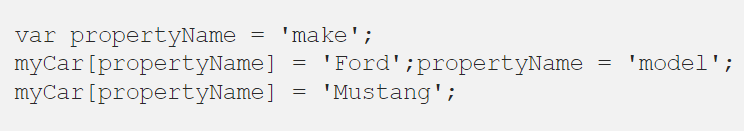 var propertyName = 'make';
myCar[propertyName] = 'Ford';propertyName = 'model';
myCar[propertyName] = 'Mustang';